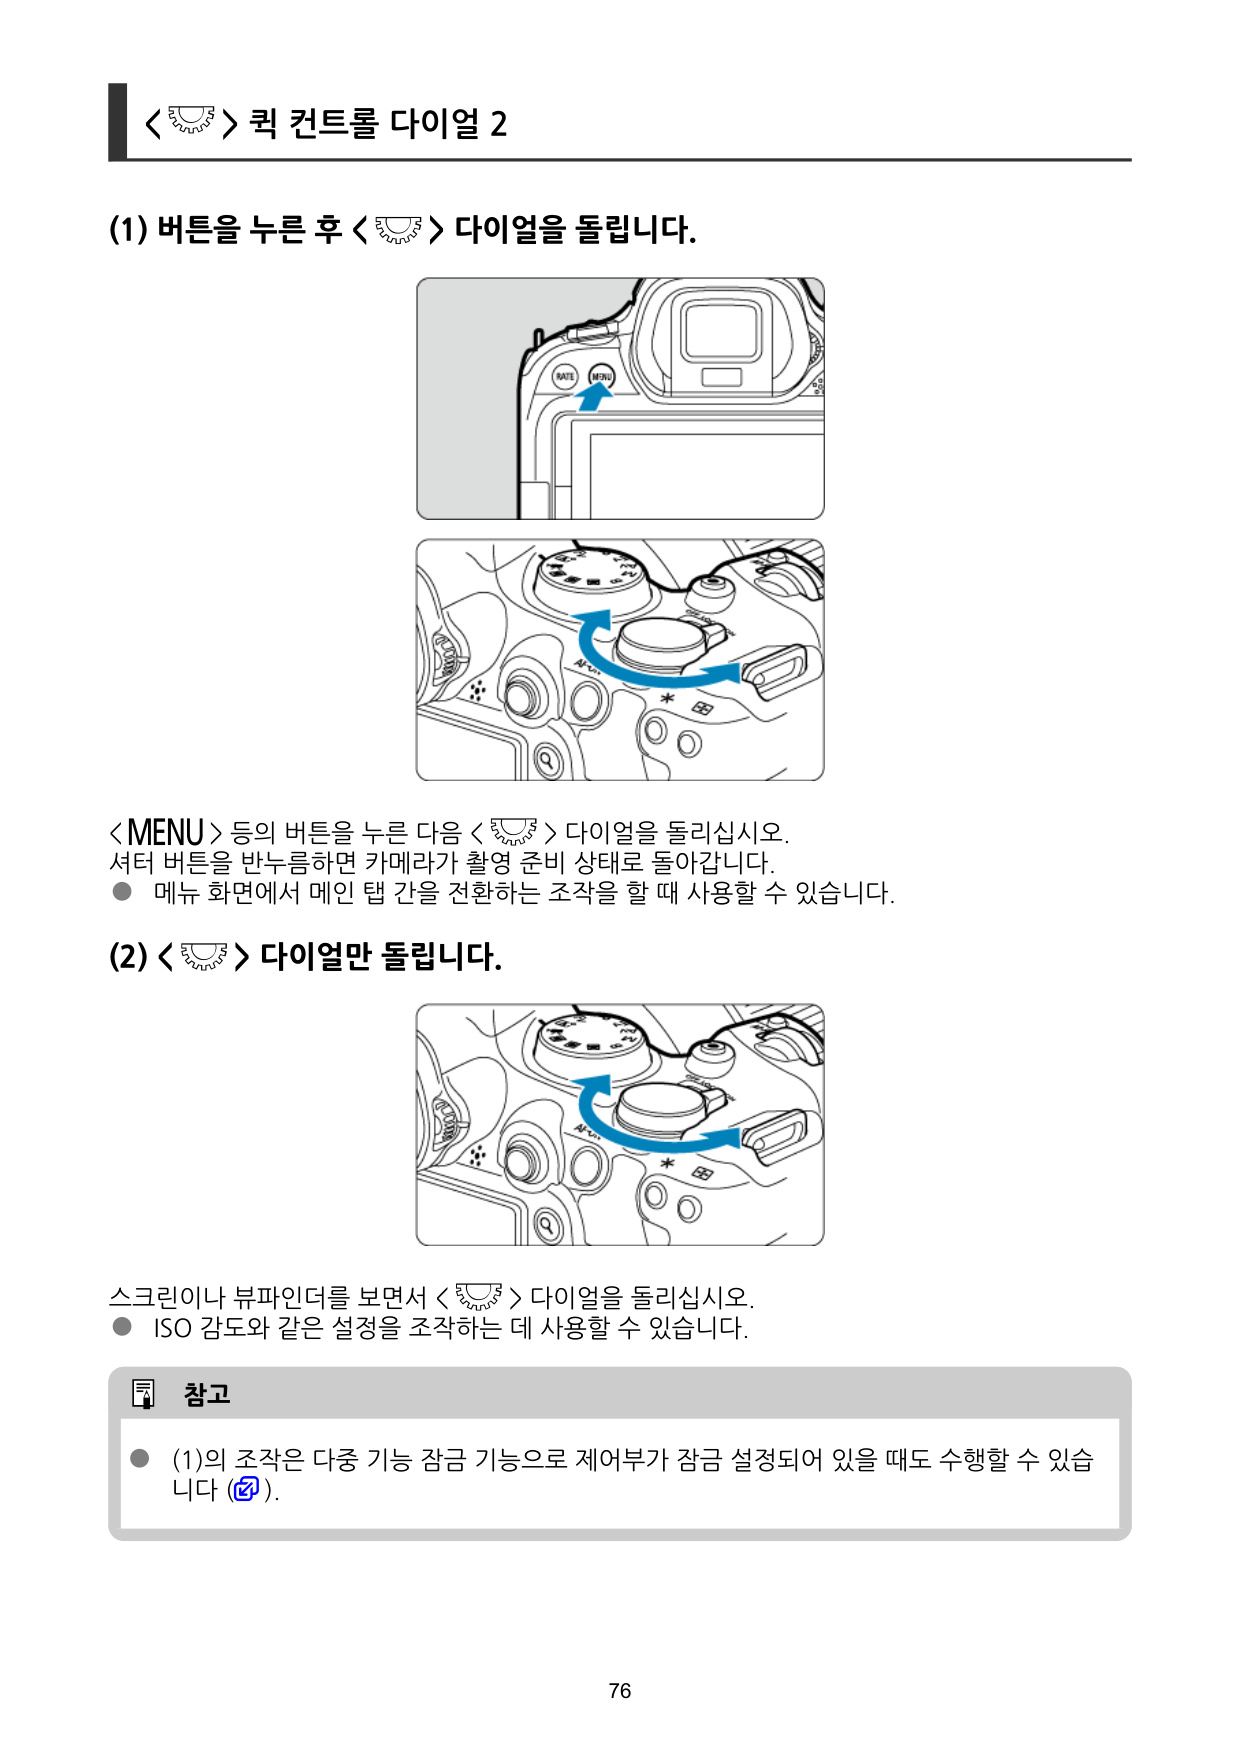 < > 퀵 컨트롤 다이얼 2
(1) 버튼을 누른 후 < > 다이얼을 돌립니다.
RATE MENU
< MENU > 등의 버튼을 누른 다음 < > 다이얼을 돌리십시오.
셔터 버튼을 반누름하면 카메라가 촬영 준비 상태로 돌아갑니다.
● 메뉴 화면에서 메인 탭 간을 전환하는 조작을 할 때 사용할 수 있습니다.
(2) < > 다이얼만 돌립니다.
스크린이나 뷰파인더를 보면서 < > 다이얼을 돌리십시오.
● ISO 감도와 같은 설정을 조작하는 데 사용할 수 있습니다.
참고
● (1)의 조작은 다중 기능 잠금 기능으로 제어부가 잠금 설정되어 있을 때도 수행할 수 있습
니다 ( ).
76